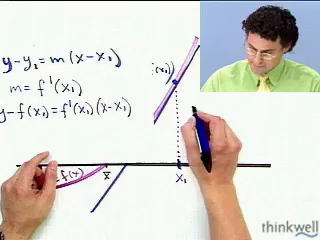 y-y₁ = m(x-x₁)
m = f'(x₁)
y-f(x₁)=f'(x₁)(x-x₁)
(x₁)
f(x)
x̄
x₁
thinkwell